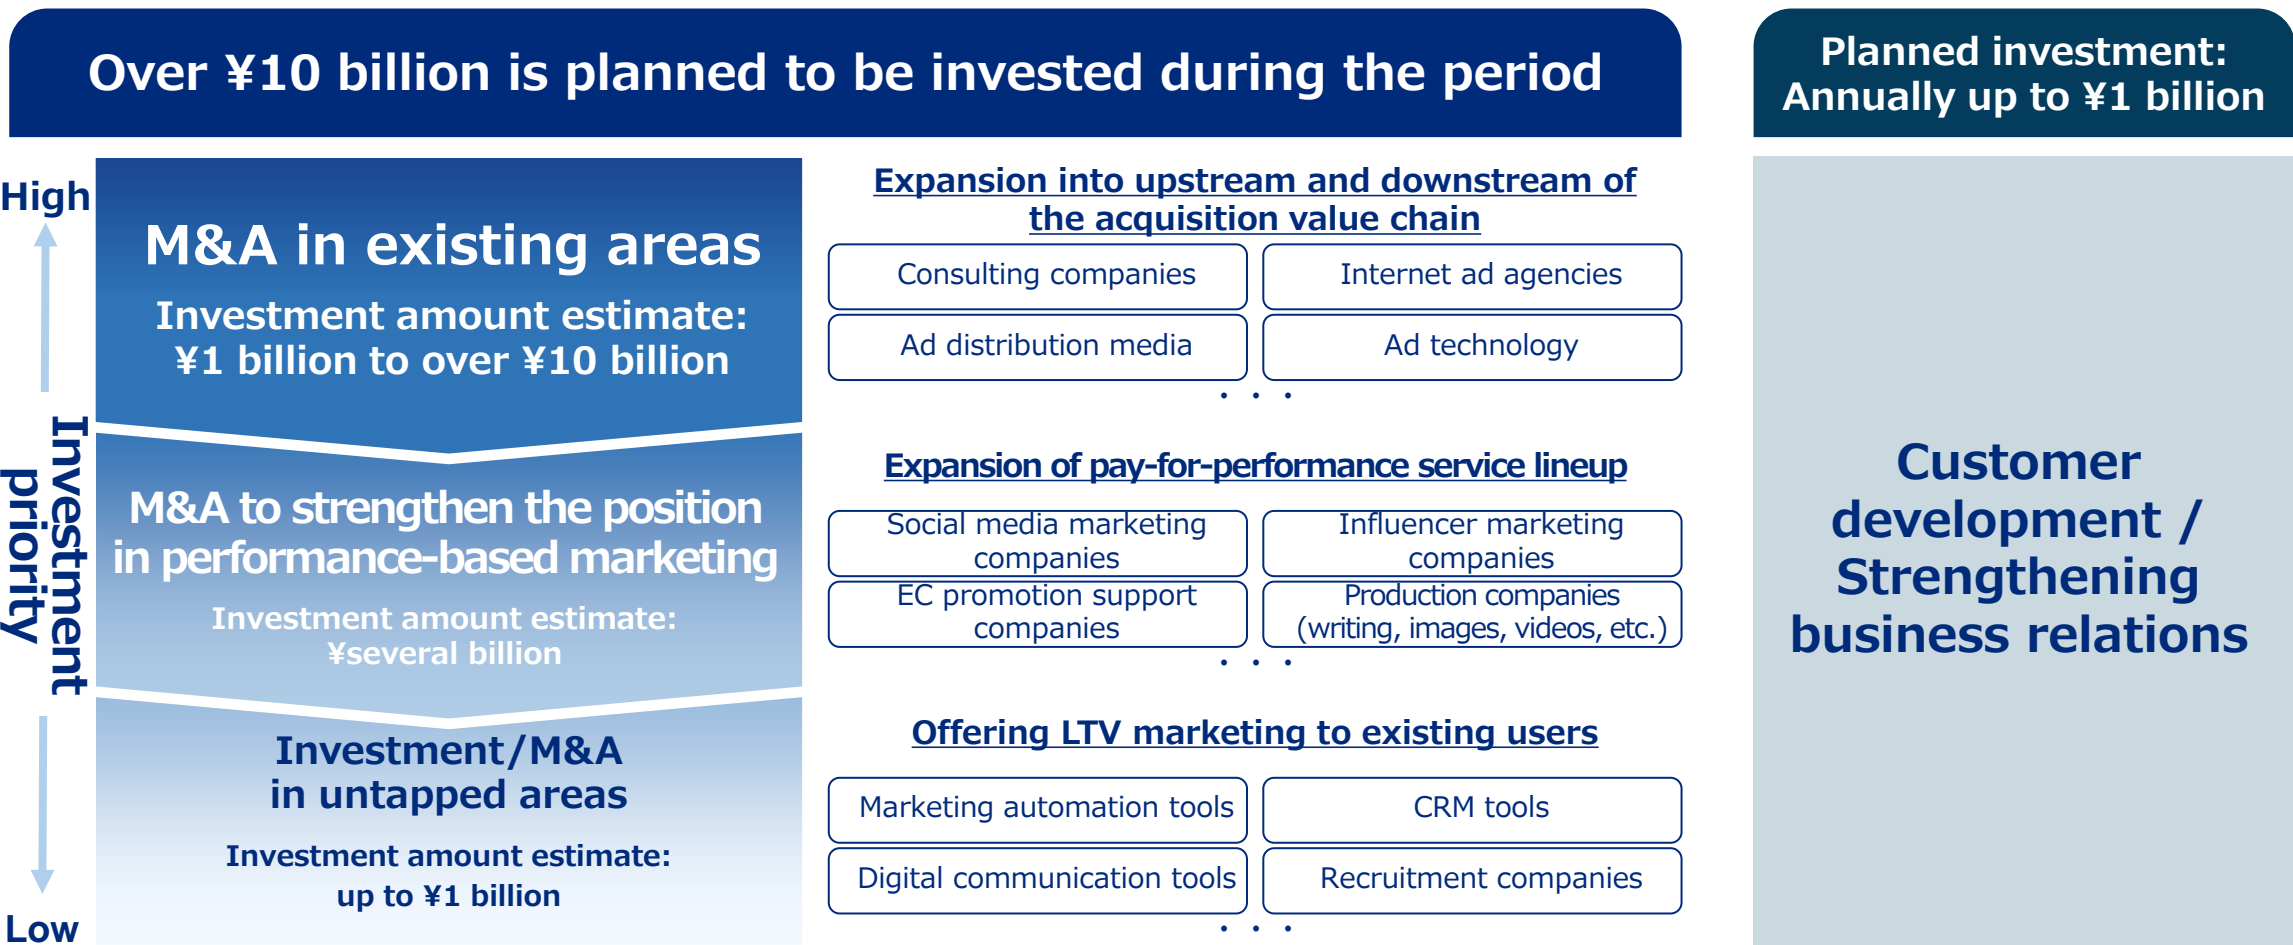 Over ¥10 billion is planned to be invested during the period
Planned investment:
Annually up to ¥1 billion
High
Investment
priority
Low
M&A in existing areas
Investment amount estimate:
¥1 billion to over ¥10 billion
Expansion into upstream and downstream of
the acquisition value chain
Consulting companies
Internet ad agencies
Ad distribution media
Ad technology
・・・
M&A to strengthen the position
in performance-based marketing
Investment amount estimate:
¥several billion
Expansion of pay-for-performance service lineup
Social media marketing
companies
Influencer marketing
companies
EC promotion support
companies
Production companies
(writing, images, videos, etc.)
・・・
Investment/M&A
in untapped areas
Investment amount estimate:
up to ¥1 billion
Offering LTV marketing to existing users
Marketing automation tools
CRM tools
Digital communication tools
Recruitment companies
・・・
Customer
development /
Strengthening
business relations